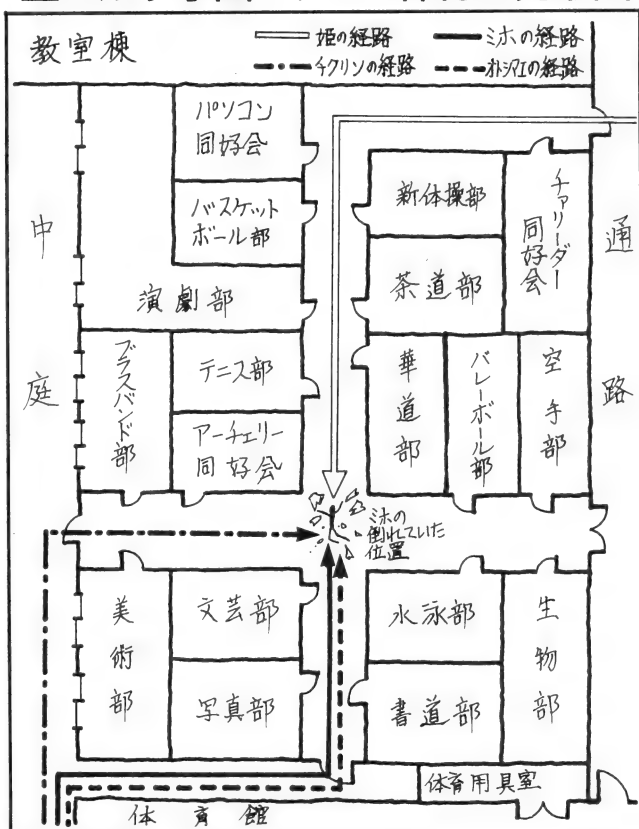 教室棟
姫の経路
ミホの経路
チクリンの経路
オトシマエの経路
パソコン
同好会
バスケット
ボール部
演劇部
ブラスバンド部
テニス部
アーチェリー
同好会
中庭
新体操部
チアリーダー
同好会
茶道部
華道部
バレーボール部
空手部
通路
ミホの
倒れていた
位置
美術部
文芸部
写真部
水泳部
書道部
生物部
体育用具室
体育館